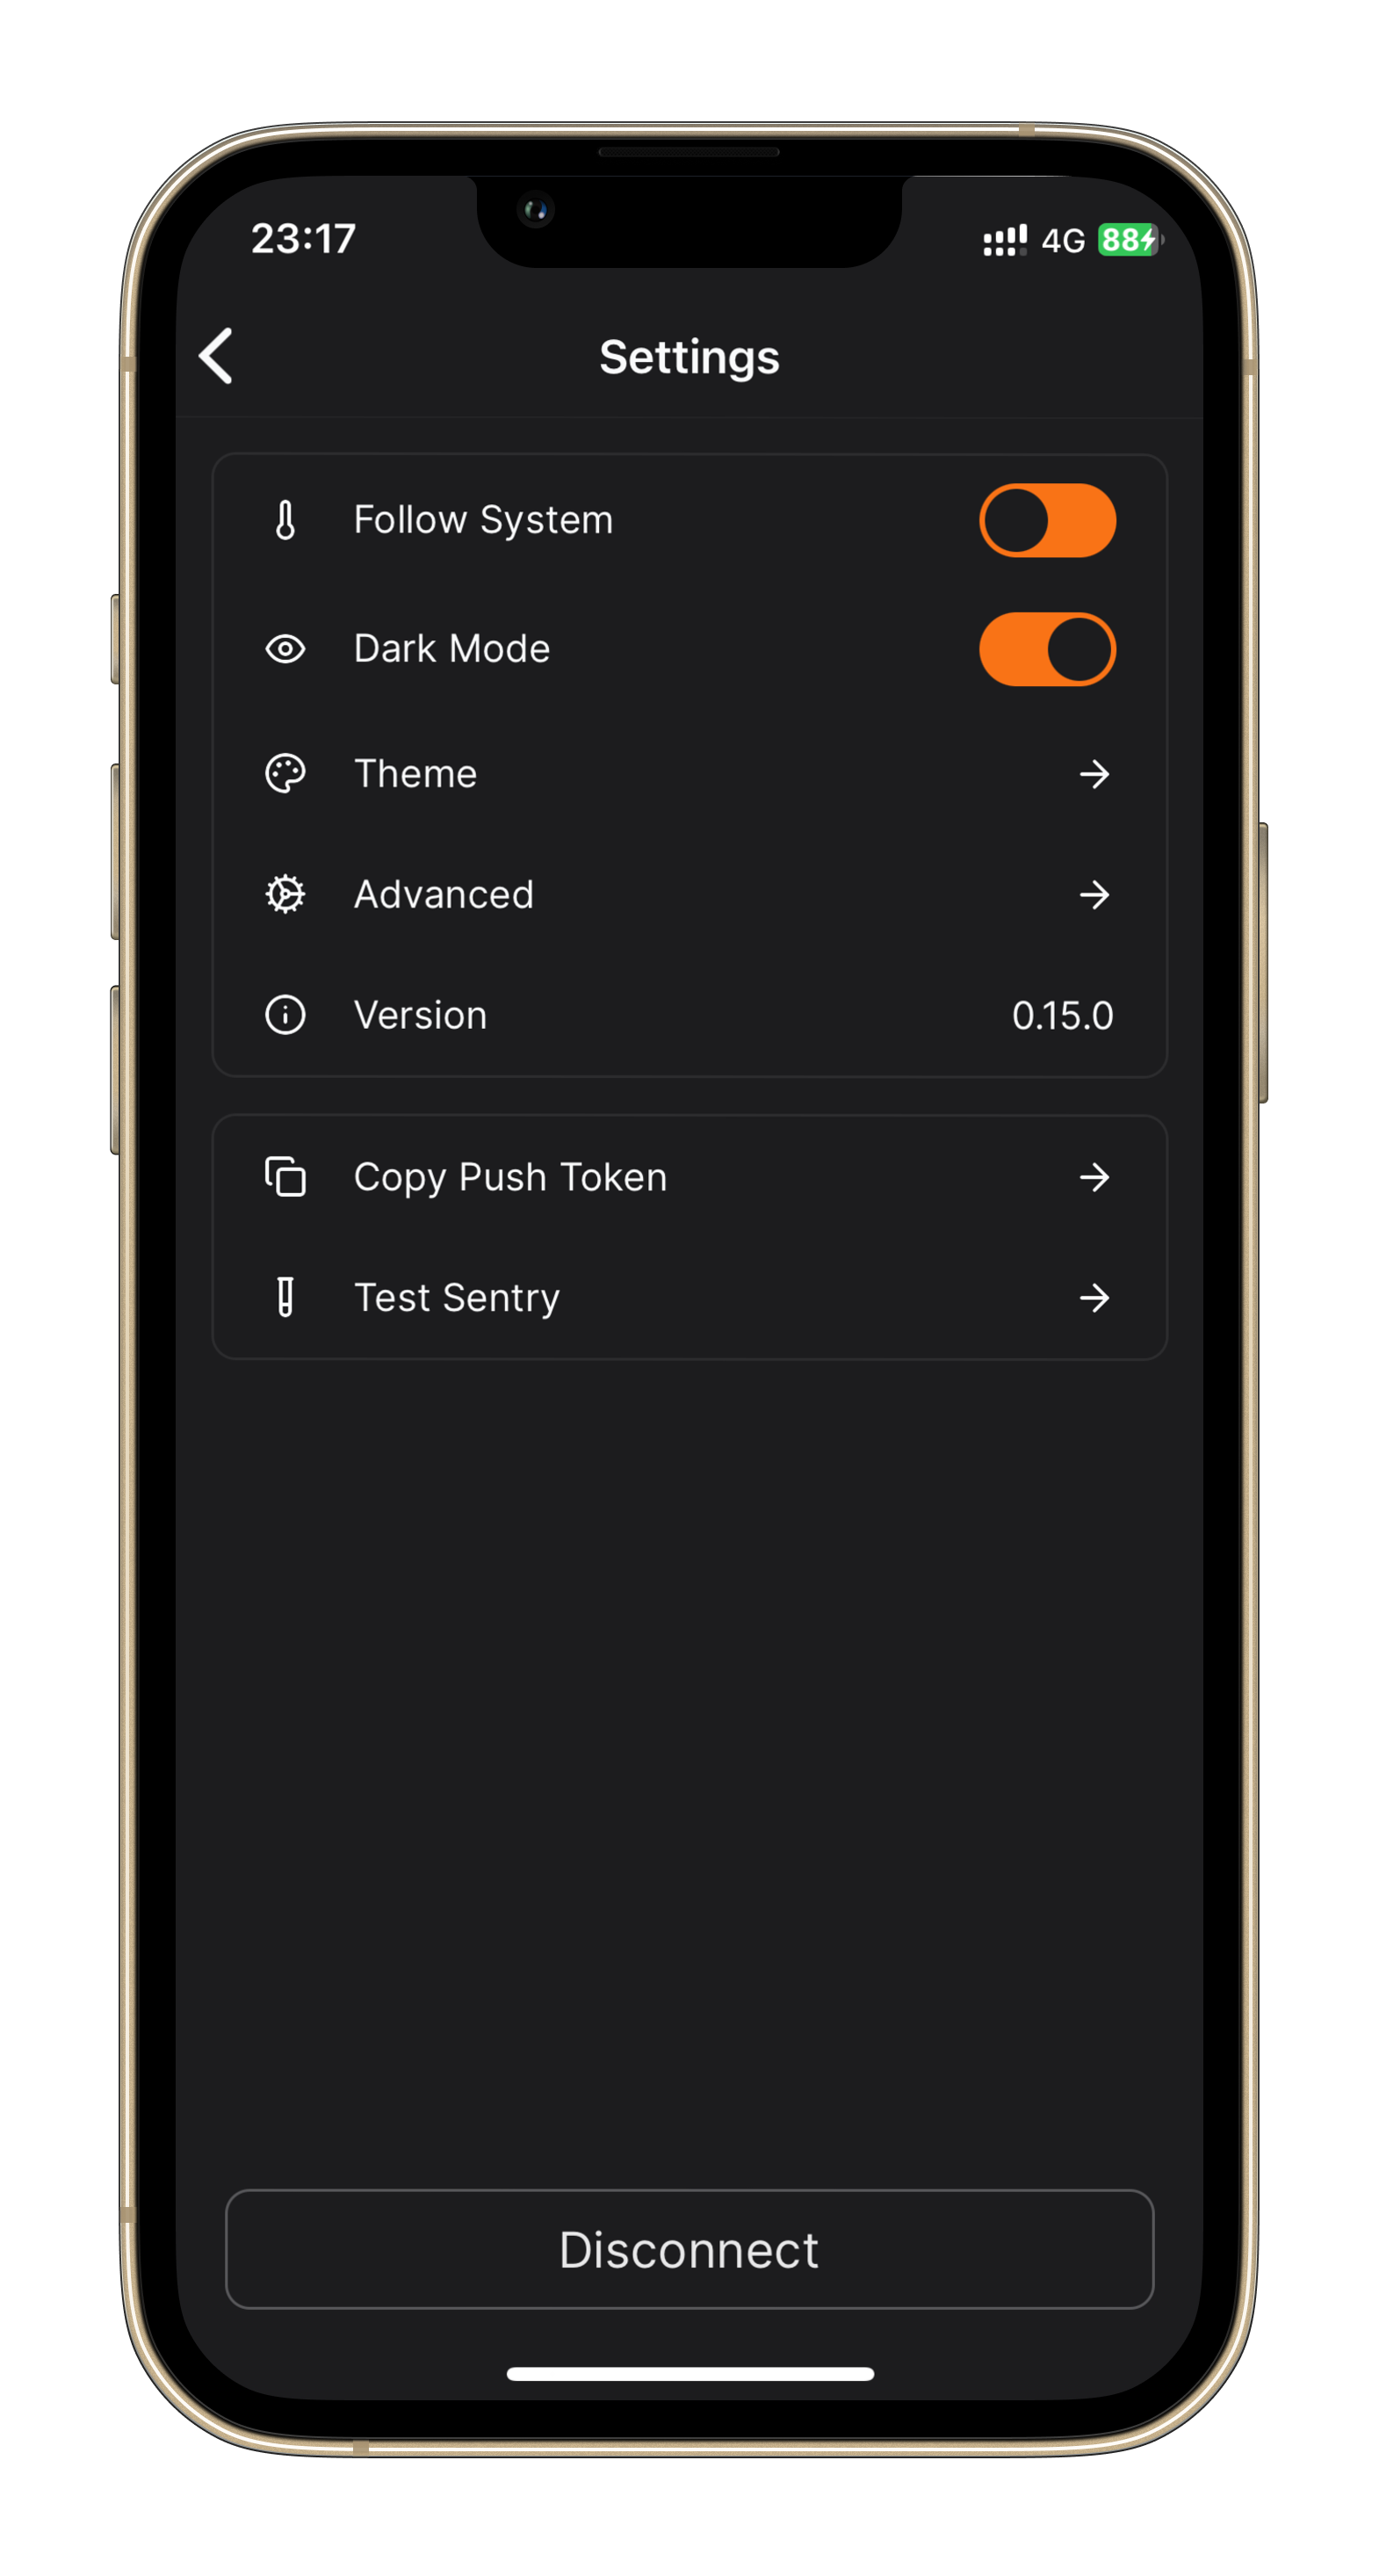 23:17 4G 88
Settings
Follow System
Dark Mode
Theme
Advanced
Version 0.15.0
Copy Push Token
Test Sentry
Disconnect